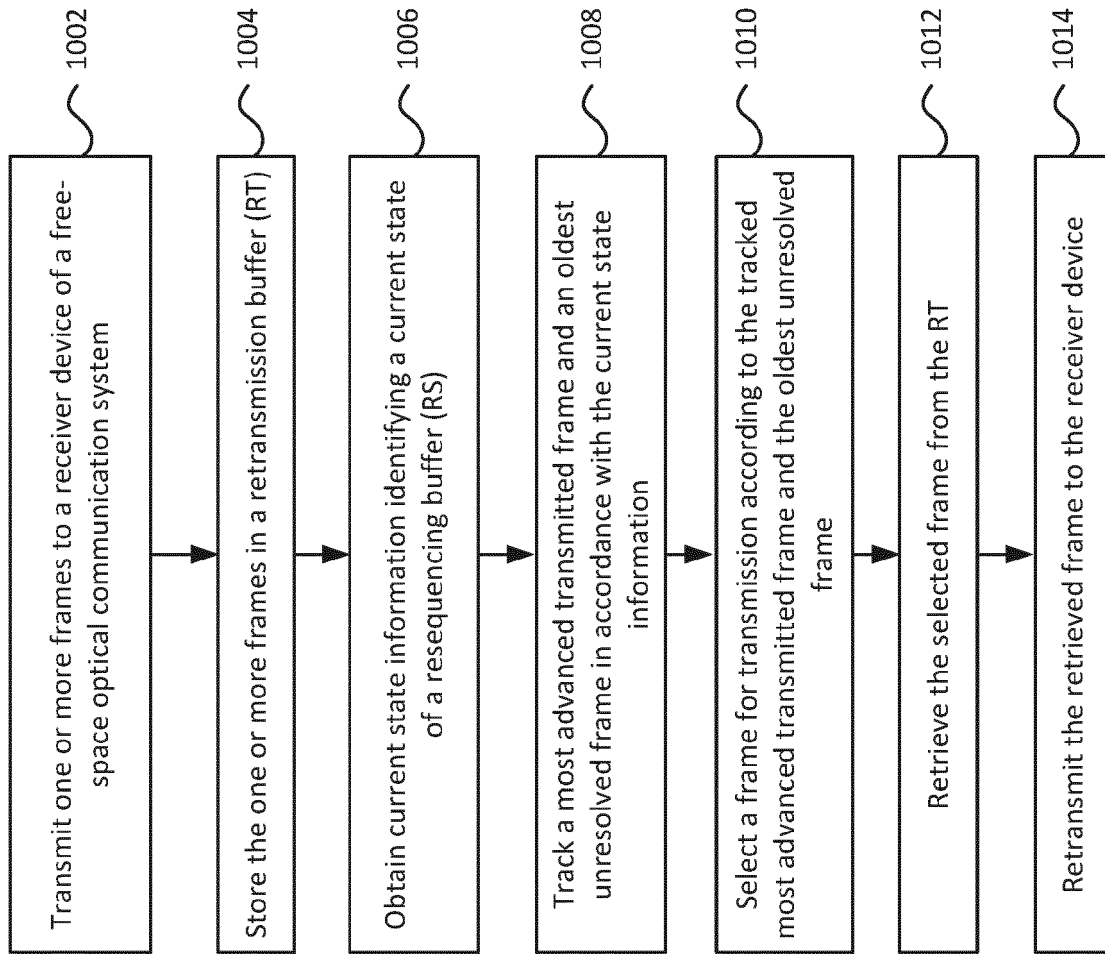 Transmit one or more frames to a receiver device of a free-
space optical communication system
1002
Store the one or more frames in a retransmission buffer (RT)
1004
Obtain current state information identifying a current state
of a resequencing buffer (RS)
1006
Track a most advanced transmitted frame and an oldest
unresolved frame in accordance with the current state
information
1008
Select a frame for transmission according to the tracked
most advanced transmitted frame and the oldest unresolved
frame
1010
Retrieve the selected frame from the RT
1012
Retransmit the retrieved frame to the receiver device
1014